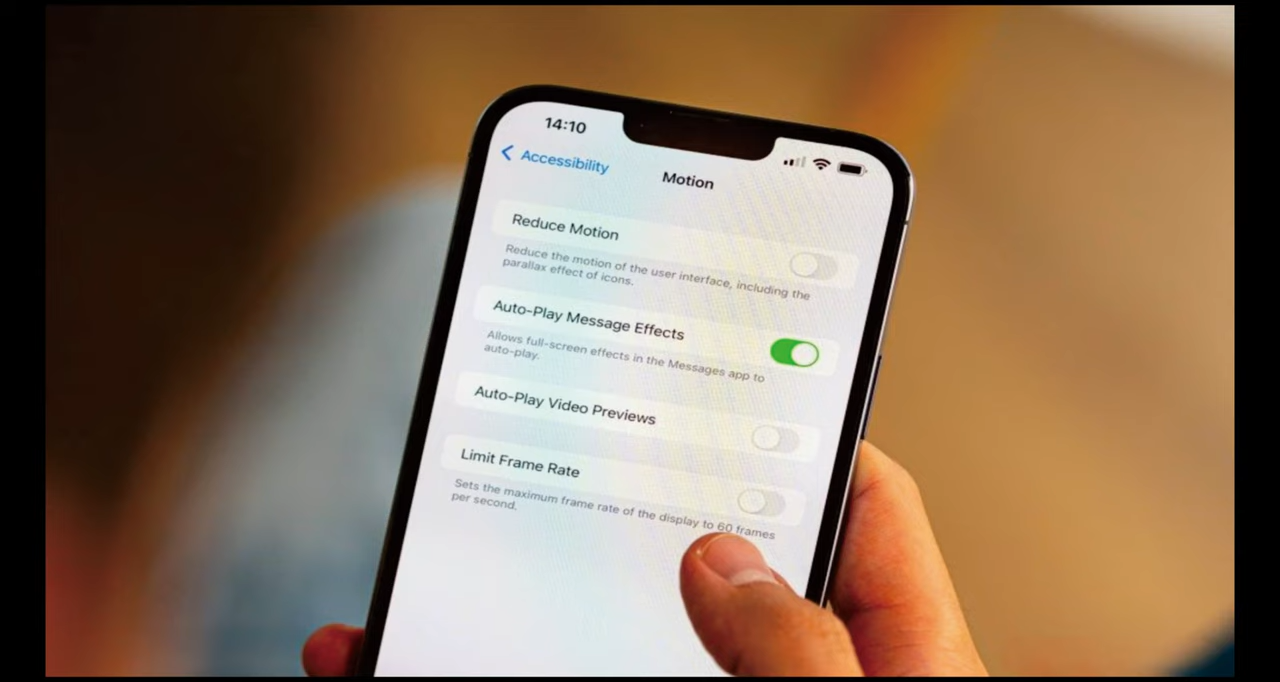 14:10
Accessibility
Motion
Reduce Motion
Reduce the motion of the user interface, including the
parallax effect of icons.
Auto-Play Message Effects
Allows full-screen effects in the Messages app to
auto-play.
Auto-Play Video Previews
Limit Frame Rate
Sets the maximum frame rate of the display to 60 frames
per second.